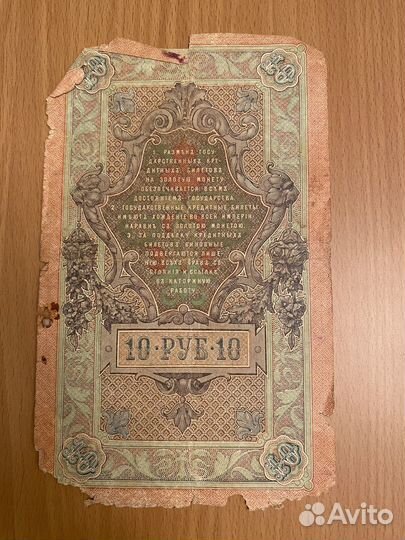 1. РАЗМѢНЪ ГОСУ-
ДАРСТВЕННЫХЪ КРЕ-
ДИТНЫХЪ БИЛЕТОВЪ
НА ЗОЛОТУЮ МОНЕТУ
ОБЕЗПЕЧИВАЕТСЯ ВСѢМЪ
ДОСТОЯНІЕМЪ ГОСУДАРСТВА.
2. ГОСУДАРСТВЕННЫЕ КРЕДИТНЫЕ БИЛЕТЫ
ИМѢЮТЪ ХОЖДЕНІЕ ВО ВСЕЙ ИМПЕРІИ
НАРАВНѢ СЪ ЗОЛОТОЮ МОНЕТОЮ.
3. ЗА ПОДДѢЛКУ КРЕДИТНЫХЪ
БИЛЕТОВЪ ВИНОВНЫЕ
ПОДВЕРГАЮТСЯ ЛИШЕ-
НІЮ ВСѢХЪ ПРАВЪ СО-
СТОЯНІЯ И ССЫЛКѢ
ВЪ КАТОРЖНУЮ
РАБОТУ
10·РУБ·10
Avito